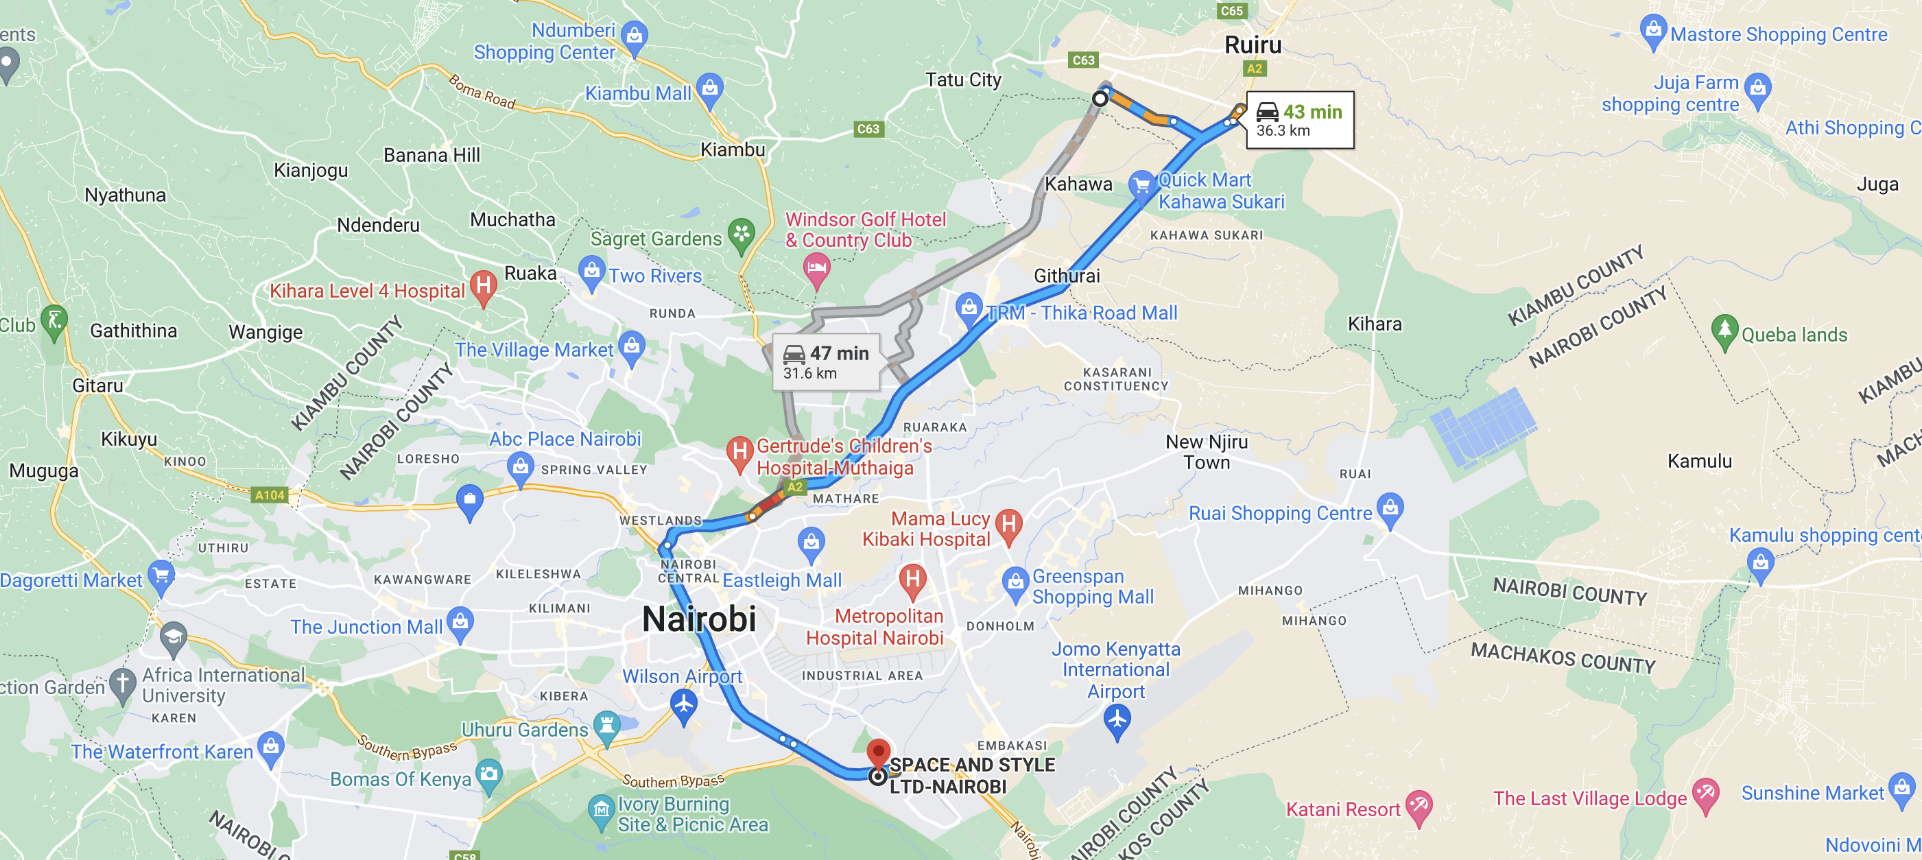 C65
Ndumberi
Shopping Center
Mastore Shopping Centre
Ruiru
C63
A2
Tatu City
Juja Farm
shopping centre
Boma Road
Kiambu Mall
43 min
36.3 km
C63
Athi Shopping C
Kiambu
Banana Hill
Kianjogu
Nyathuna
Kahawa
Quick Mart
Kahawa Sukari
Juga
Windsor Golf Hotel
& Country Club
Muchatha
Ndenderu
Sagret Gardens
KAHAWA SUKARI
Ruaka
Two Rivers
Githurai
Kihara Level 4 Hospital
KIAMBU COUNTY
NAIROBI COUNTY
RUNDA
TRM - Thika Road Mall
Club
Gathithina
Wangige
Kihara
Queba lands
KIAMBU COUNTY
NAIROBI COUNTY
The Village Market
47 min
31.6 km
KASARANI
CONSTITUENCY
Gitaru
KIAMBU
RUARAKA
Kikuyu
Abc Place Nairobi
Gertrude's Children's
Hospital-Muthaiga
New Njiru
Town
MACH
KINOO
LORESHO
SPRING VALLEY
Muguga
RUAI
Kamulu
A104
A2
MATHARE
WESTLANDS
Mama Lucy
Kibaki Hospital
Ruai Shopping Centre
Kamulu shopping cent
UTHIRU
NAIROBI
CENTRAL
Eastleigh Mall
Greenspan
Shopping Mall
Dagoretti Market
ESTATE
KAWANGWARE
KILELESHWA
NAIROBI COUNTY
MIHANGO
KILIMANI
Nairobi
Metropolitan
Hospital Nairobi
DONHOLM
MIHANGO
The Junction Mall
MACHAKOS COUNTY
Jomo Kenyatta
International
Airport
Africa International
University
Wilson Airport
INDUSTRIAL AREA
ction Garden
KIBERA
KAREN
Uhuru Gardens
The Waterfront Karen
Southern Bypass
EMBAKASI
SPACE AND STYLE
LTD-NAIROBI
Bomas Of Kenya
Southern Bypass
Ivory Burning
Site & Picnic Area
NAIROBI C
Nairobi
AIROBI COUNTY
KOS COUNTY
Katani Resort
The Last Village Lodge
Sunshine Market
Ndovoini M
C58
ents